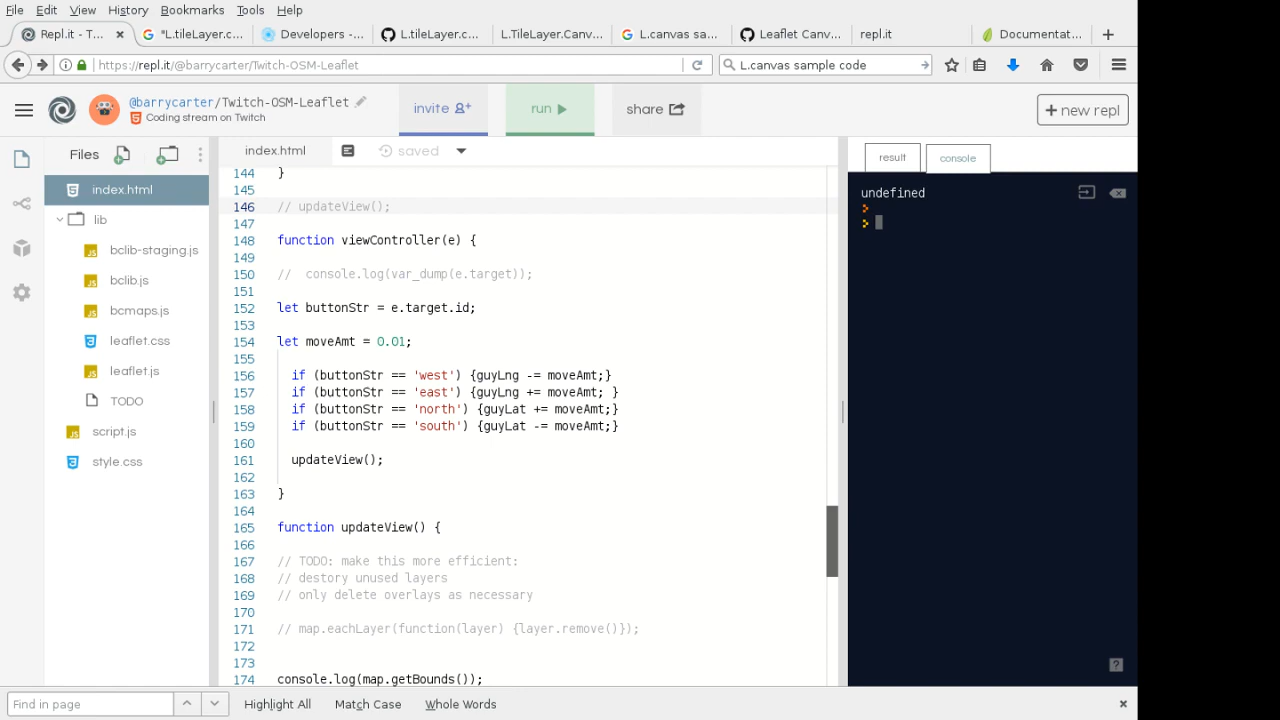 File Edit View History Bookmarks Tools Help
Repl.it - T... × "L.tileLayer.c... Developers -... L.tileLayer.c... L.TileLayer.Canv... L.canvas sa... Leaflet Canv... repl.it Documentat... +
https://repl.it/@barrycarter/Twitch-OSM-Leaflet L.canvas sample code
@barrycarter/Twitch-OSM-Leaflet
Coding stream on Twitch
invite run share + new repl
Files index.html saved result console
index.html
lib
bclib-staging.js
bclib.js
bcmaps.js
leaflet.css
leaflet.js
TODO
script.js
style.css
144 }
145
146 // updateView();
147
148 function viewController(e) {
149
150 //  console.log(var_dump(e.target));
151
152 let buttonStr = e.target.id;
153
154 let moveAmt = 0.01;
155
156   if (buttonStr == 'west') {guyLng -= moveAmt;}
157   if (buttonStr == 'east') {guyLng += moveAmt; }
158   if (buttonStr == 'north') {guyLat += moveAmt;}
159   if (buttonStr == 'south') {guyLat -= moveAmt;}
160
161   updateView();
162
163 }
164
165 function updateView() {
166
167 // TODO: make this more efficient:
168 // destory unused layers
169 // only delete overlays as necessary
170
171 // map.eachLayer(function(layer) {layer.remove()});
172
173
174 console.log(map.getBounds());
undefined
>
>
?
Find in page Highlight All Match Case Whole Words ×